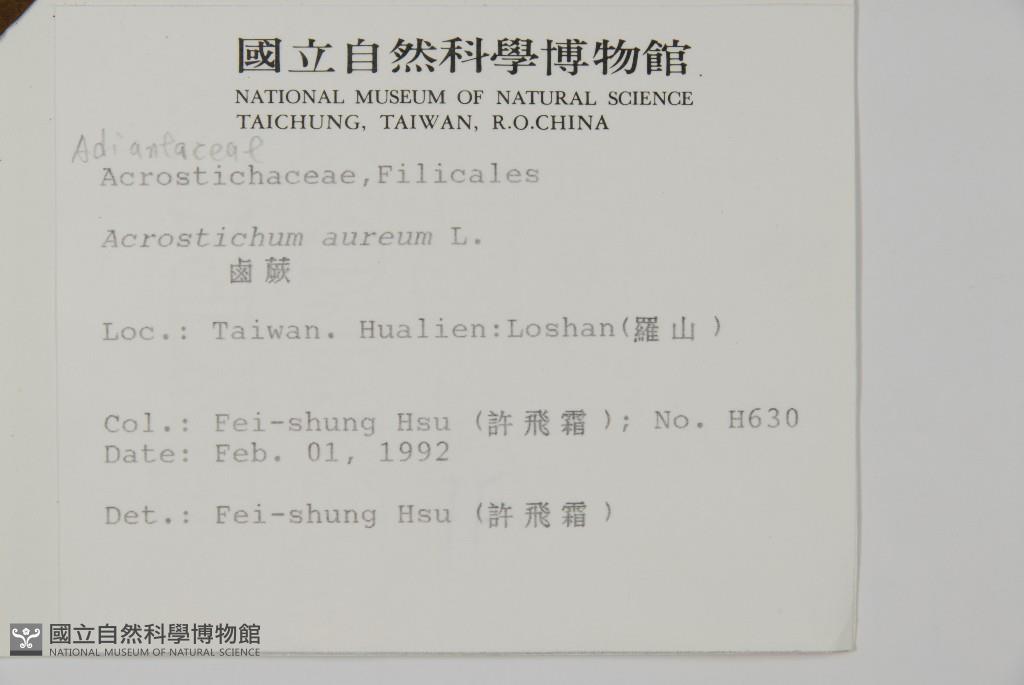 國立自然科學博物館
NATIONAL MUSEUM OF NATURAL SCIENCE
TAICHUNG, TAIWAN, R.O.CHINA
Adiantaceae
Acrostichaceae,Filicales
Acrostichum aureum L.
鹵蕨
Loc.: Taiwan. Hualien:Loshan(羅山)
Col.: Fei-shung Hsu (許飛霜); No. H630
Date: Feb. 01, 1992
Det.: Fei-shung Hsu (許飛霜)
國立自然科學博物館
NATIONAL MUSEUM OF NATURAL SCIENCE